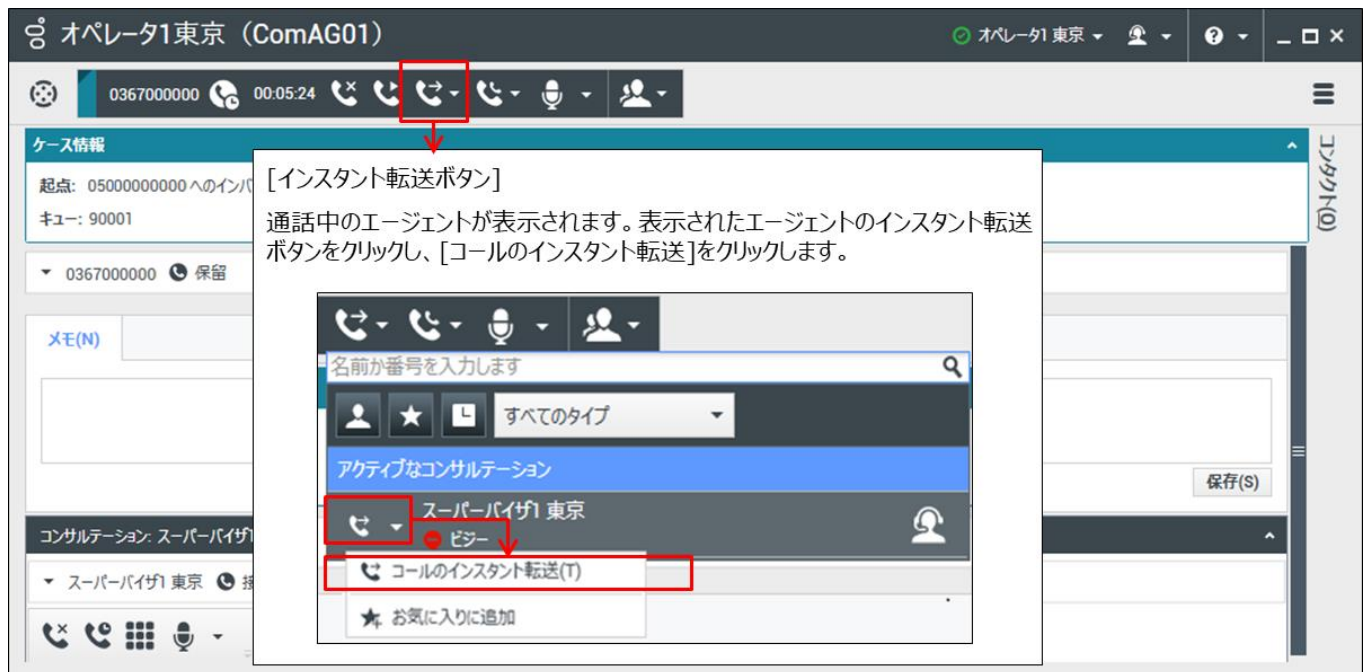 オペレータ1東京（ComAG01）
オペレータ1 東京
0367000000 00:05:24
ケース情報
起点: 05000000000 へのインバ
キュー: 90001
コンタクト(O)
[インスタント転送ボタン]
通話中のエージェントが表示されます。表示されたエージェントのインスタント転送
ボタンをクリックし、[コールのインスタント転送]をクリックします。
0367000000 保留
メモ(N)
名前か番号を入力します
すべてのタイプ
アクティブなコンサルテーション
スーパーバイザ1 東京
ビジー
コールのインスタント転送(T)
お気に入りに追加
保存(S)
コンサルテーション: スーパーバイザ1
スーパーバイザ1 東京